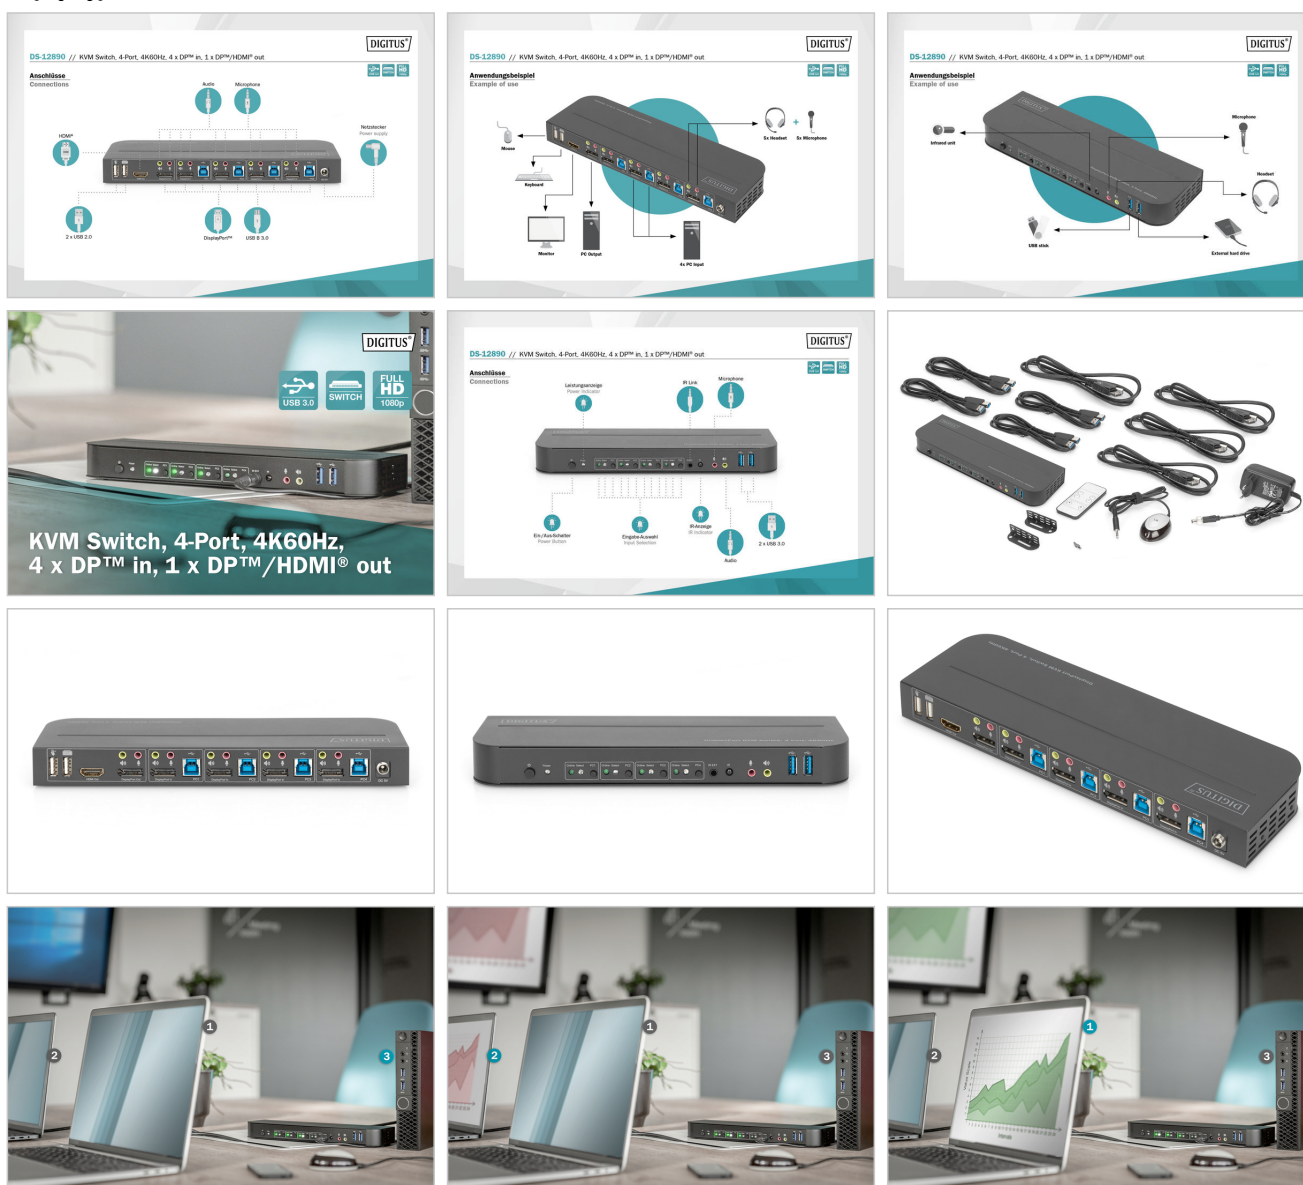 DIGITUS®
DS-12890 // KVM Switch, 4-Port, 4K60Hz, 4 x DP™ in, 1 x DP™/HDMI® out
Anschlüsse
Connections
Audio
Microphone
HDMI®
Netzstecker
Power supply
2 x USB 2.0
DisplayPort™
USB B 3.0
DIGITUS®
DS-12890 // KVM Switch, 4-Port, 4K60Hz, 4 x DP™ in, 1 x DP™/HDMI® out
Anwendungsbeispiel
Example of use
Mouse
5x Headset
+
5x Microphone
Keyboard
Monitor
PC Output
4x PC Input
DIGITUS®
DS-12890 // KVM Switch, 4-Port, 4K60Hz, 4 x DP™ in, 1 x DP™/HDMI® out
Anwendungsbeispiel
Example of use
Infrared unit
Microphone
Headset
USB stick
External hard drive
DIGITUS®
USB 3.0
SWITCH
FULL
HD
1080p
KVM Switch, 4-Port, 4K60Hz,
4 x DP™ in, 1 x DP™/HDMI® out
DIGITUS®
DS-12890 // KVM Switch, 4-Port, 4K60Hz, 4 x DP™ in, 1 x DP™/HDMI® out
Anschlüsse
Connections
Leistungsanzeige
Power Indicator
IR Link
Microphone
Ein-/Aus-Schalter
Power Button
Eingabe-Auswahl
Input Selection
IR-Anzeige
IR Indicator
2 x USB 3.0
Audio
DIGITUS®
1
2
3
1
2
3
1
2
3